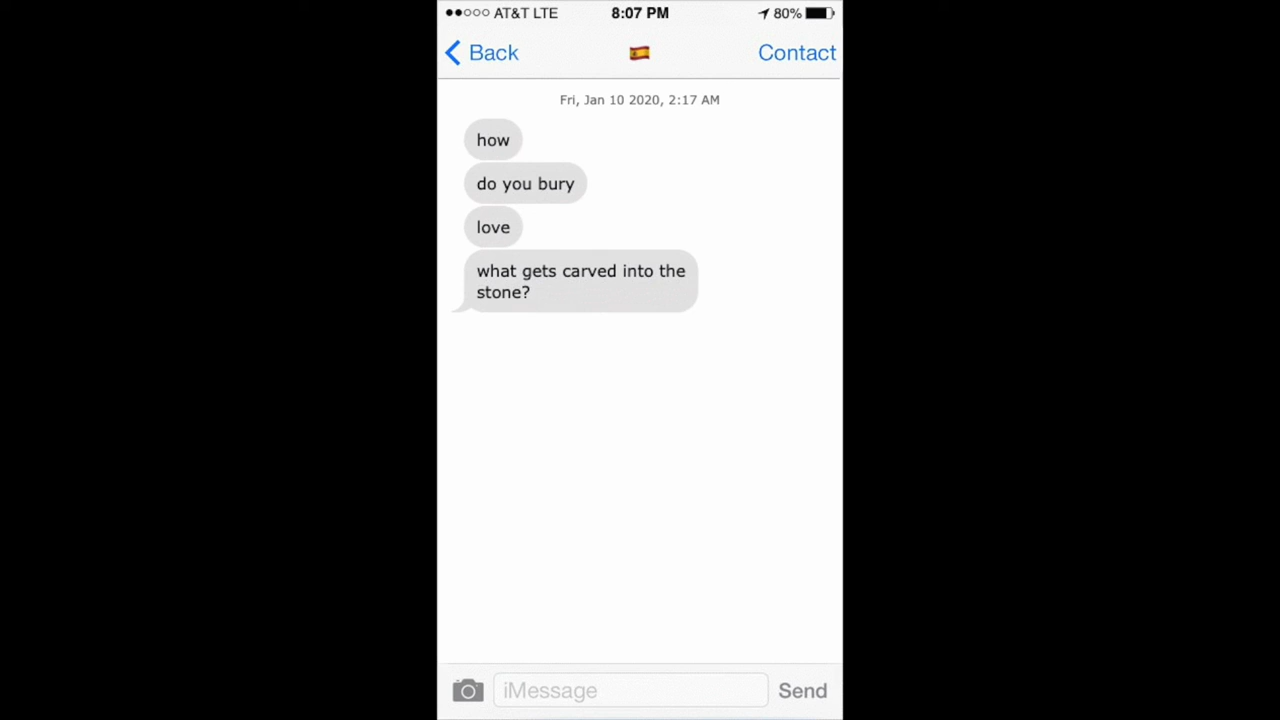 AT&T LTE 8:07 PM 80%
Back 🇪🇸 Contact
Fri, Jan 10 2020, 2:17 AM
how
do you bury
love
what gets carved into the
stone?
iMessage Send